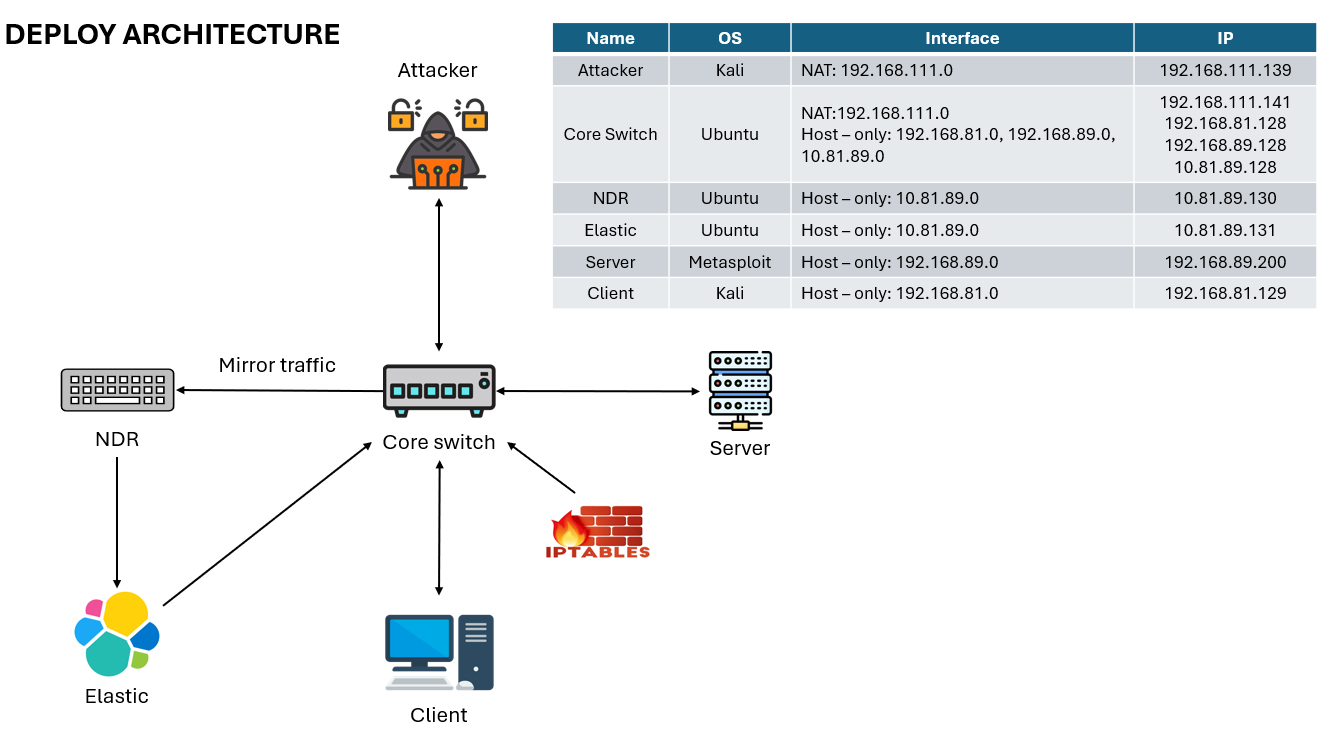 DEPLOY ARCHITECTURE
Name OS Interface IP
Attacker Kali NAT: 192.168.111.0 192.168.111.139
Core Switch Ubuntu NAT:192.168.111.0
Host – only: 192.168.81.0, 192.168.89.0,
10.81.89.0
192.168.111.141
192.168.81.128
192.168.89.128
10.81.89.128
NDR Ubuntu Host – only: 10.81.89.0 10.81.89.130
Elastic Ubuntu Host – only: 10.81.89.0 10.81.89.131
Server Metasploit Host – only: 192.168.89.0 192.168.89.200
Client Kali Host – only: 192.168.81.0 192.168.81.129
Attacker
Mirror traffic
NDR
Core switch
Server
IPTABLES
Elastic
Client